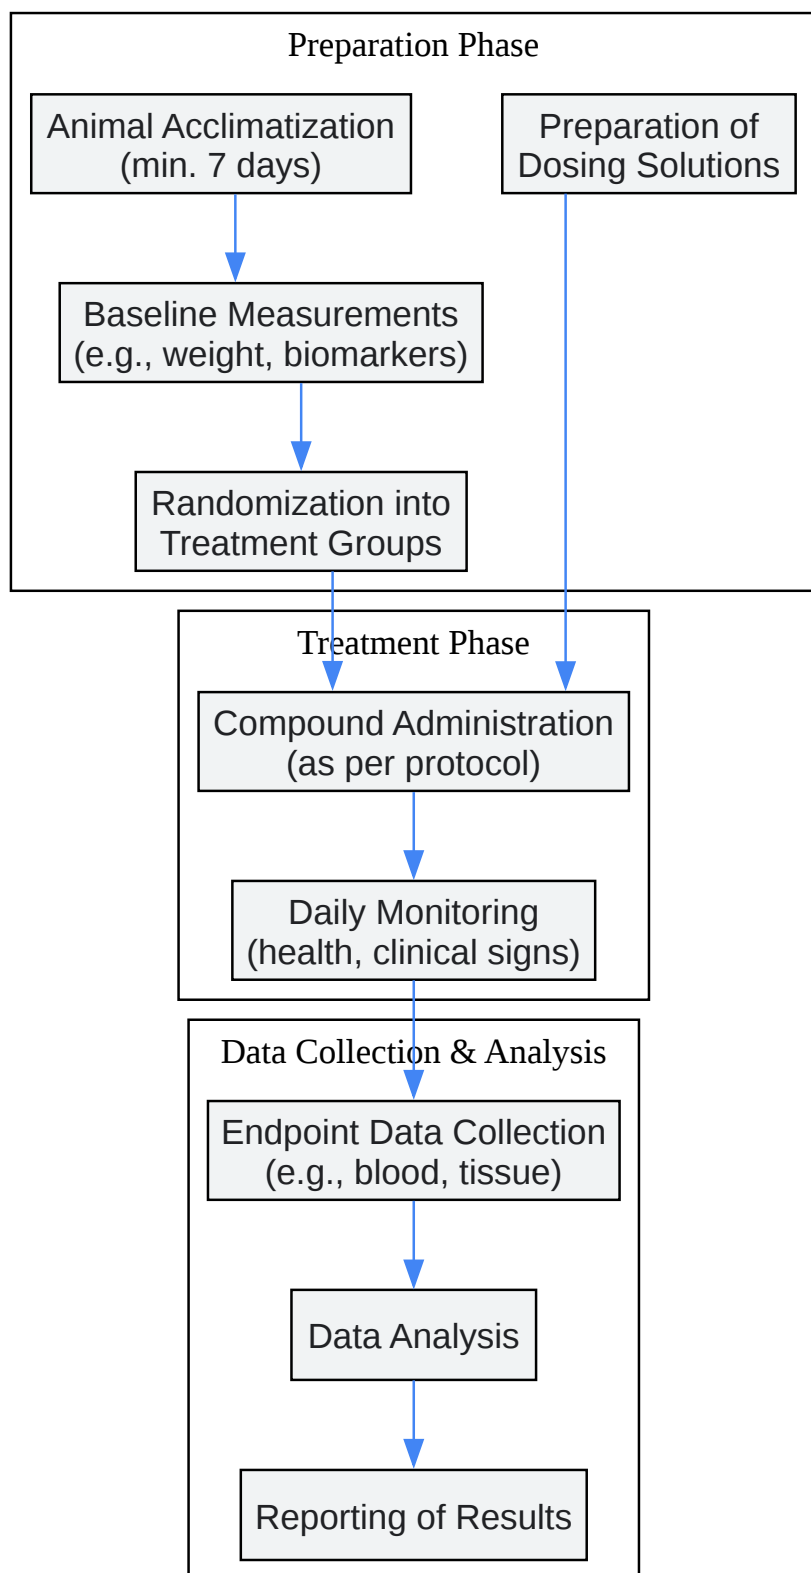 Preparation Phase
Animal Acclimatization
(min. 7 days)
Preparation of
Dosing Solutions
Baseline Measurements
(e.g., weight, biomarkers)
Randomization into
Treatment Groups
Treatment Phase
Compound Administration
(as per protocol)
Daily Monitoring
(health, clinical signs)
Data Collection & Analysis
Endpoint Data Collection
(e.g., blood, tissue)
Data Analysis
Reporting of Results